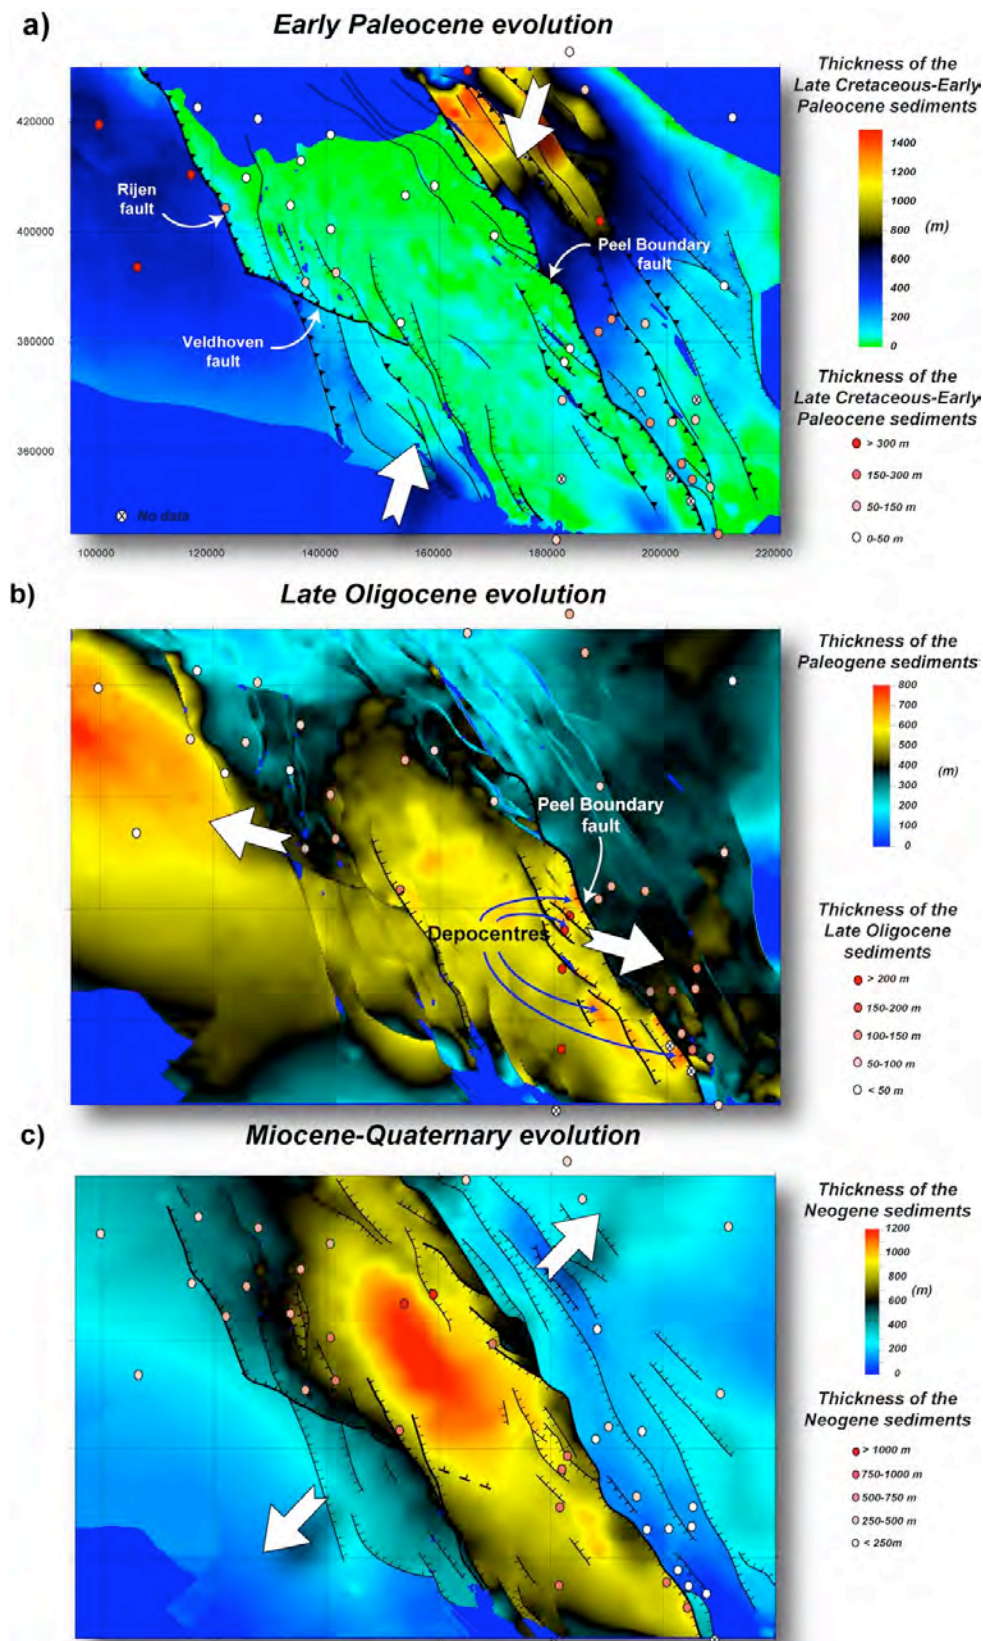 a)
Early Paleocene evolution
Thickness of the
Late Cretaceous-Early
Paleocene sediments
1400
1200
1000
800
600
400
200
0
(m)
Thickness of the
Late Cretaceous-Early
Paleocene sediments
> 300 m
150-300 m
50-150 m
0-50 m
420000
400000
380000
360000
Rijen
fault
Peel Boundary
fault
Veldhoven
fault
No data
100000
120000
140000
160000
180000
200000
220000
b)
Late Oligocene evolution
Thickness of the
Paleogene sediments
800
700
600
500
400
300
200
100
0
(m)
Peel Boundary
fault
Depocentres
Thickness of the
Late Oligocene
sediments
> 200 m
150-200 m
100-150 m
50-100 m
< 50 m
c)
Miocene-Quaternary evolution
Thickness of the
Neogene sediments
1200
1000
800
600
400
200
0
(m)
Thickness of the
Neogene sediments
> 1000 m
750-1000 m
500-750 m
250-500 m
< 250m